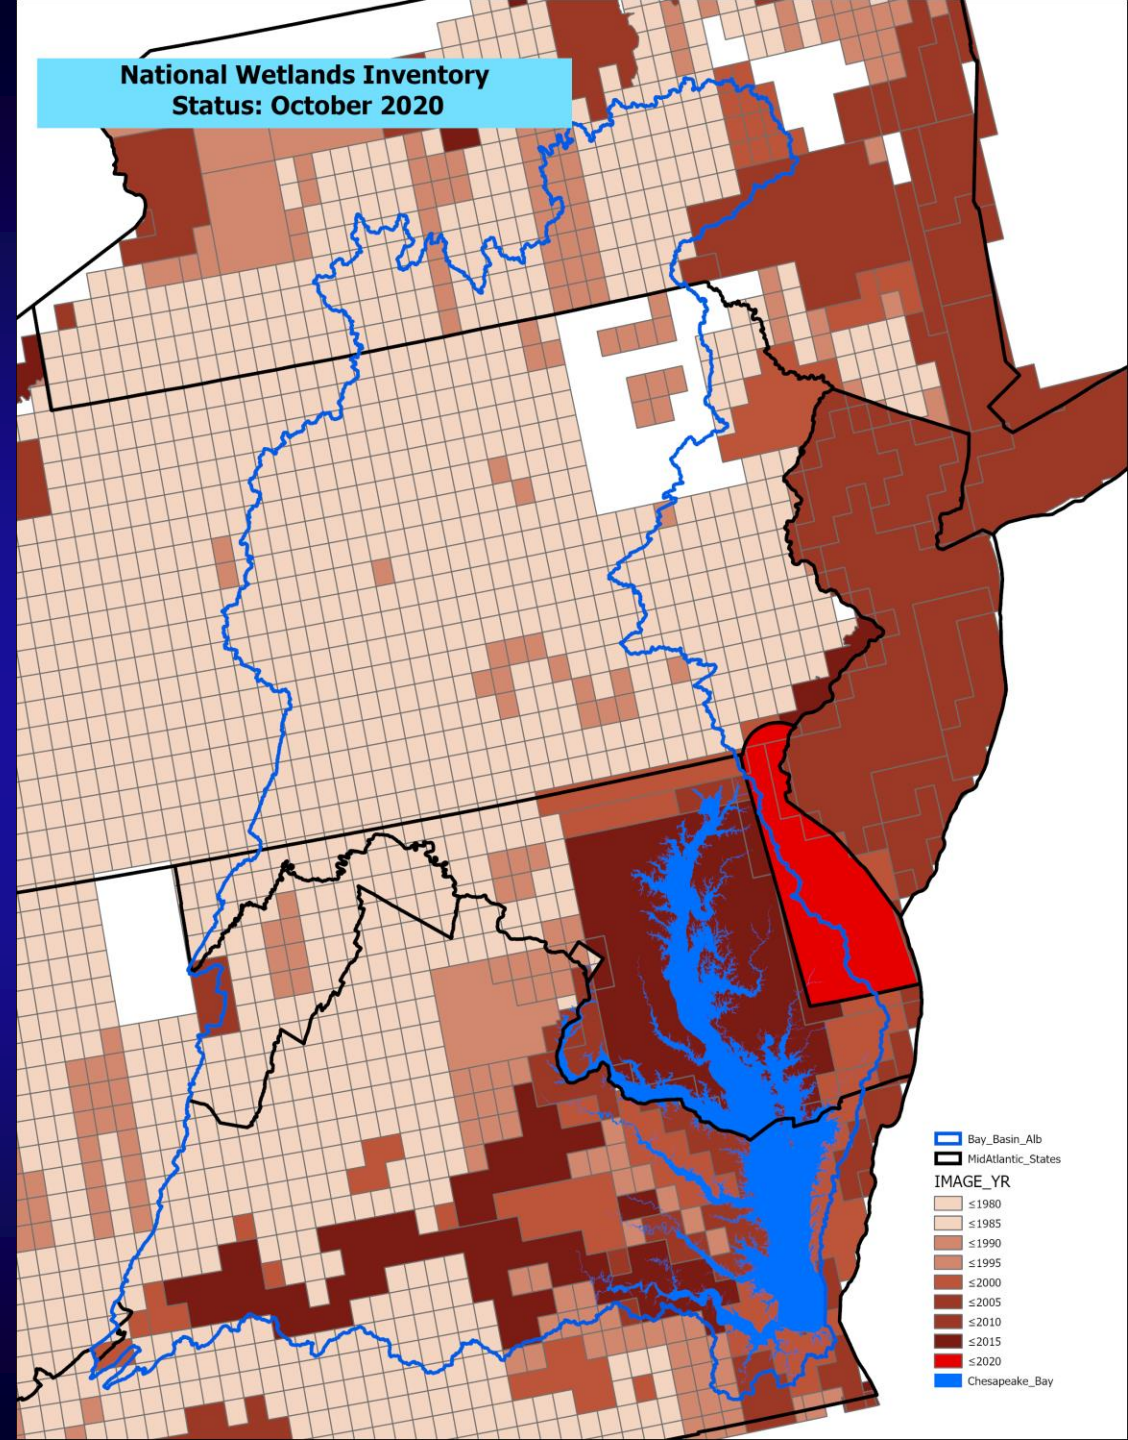 National Wetlands Inventory
Status: October 2020
Bay_Basin_Alb
MidAtlantic_States
IMAGE_YR
≤1980
≤1985
≤1990
≤1995
≤2000
≤2005
≤2010
≤2015
≤2020
Chesapeake_Bay